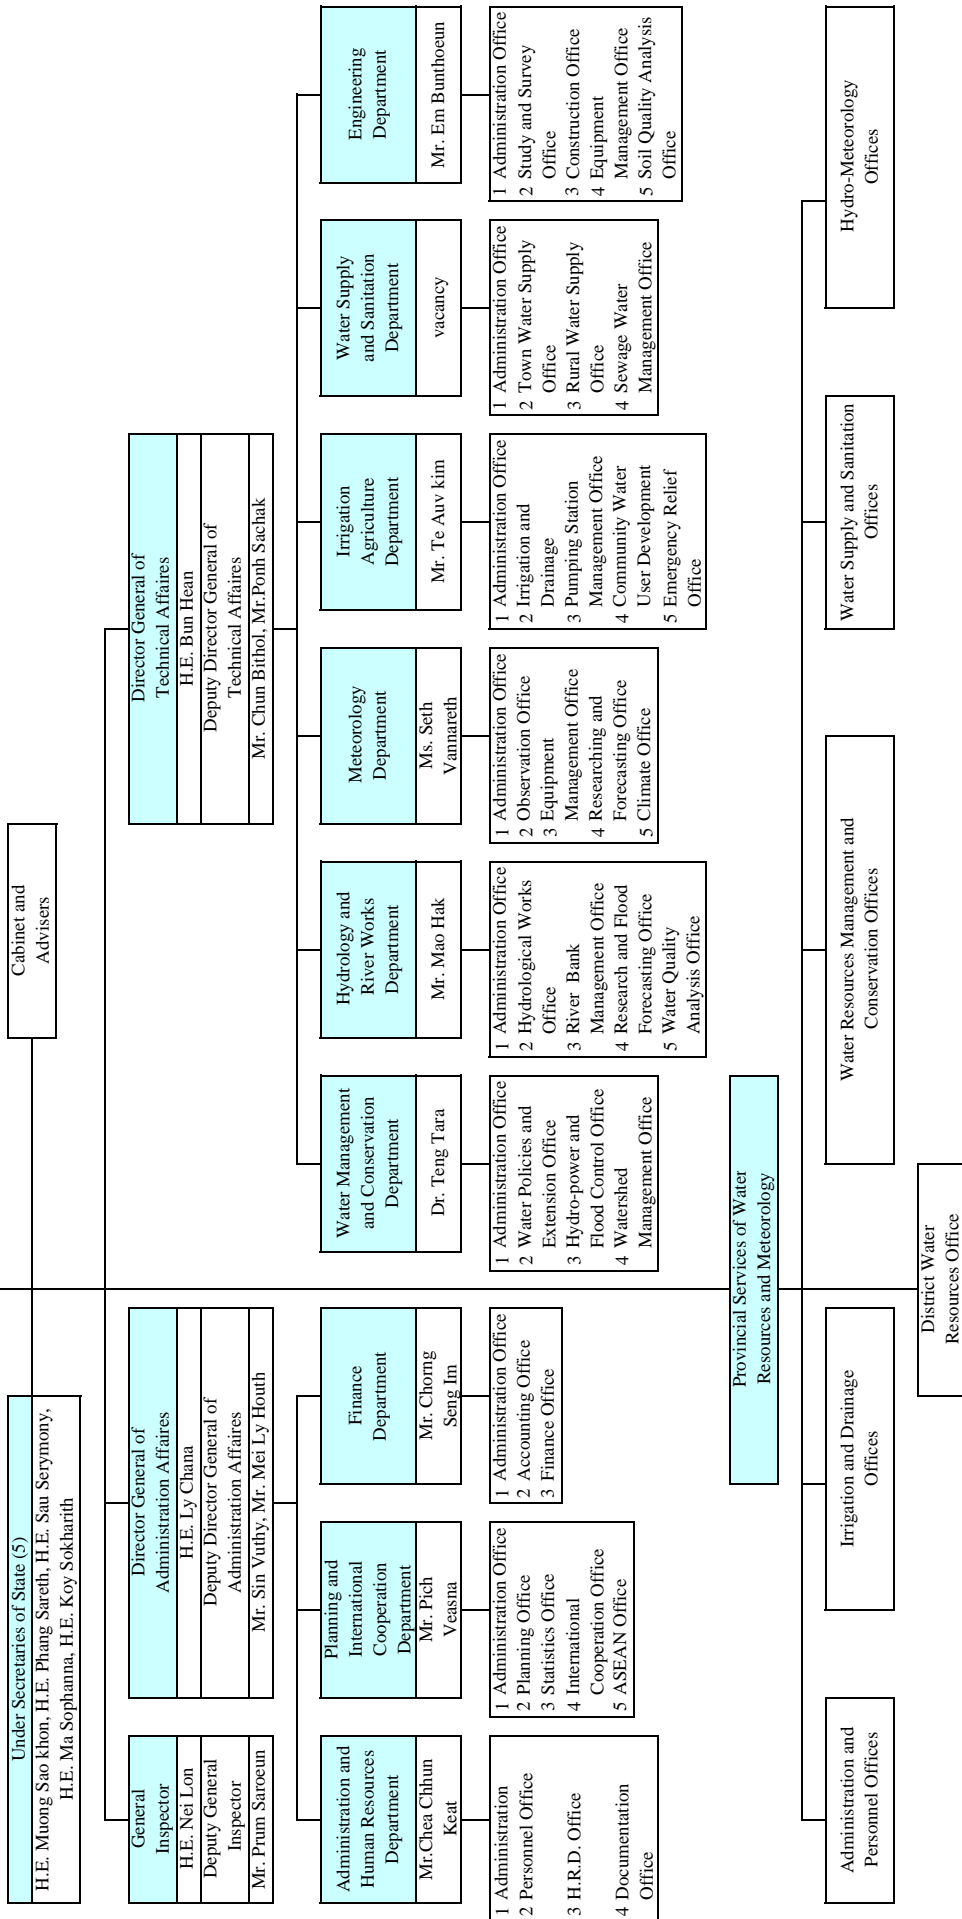 Under Secretaries of State (5)
H.E. Muong Sao khon, H.E. Phang Sareth, H.E. Sau Serymony,
H.E. Ma Sophanna, H.E. Koy Sokharith
Cabinet and
Advisers
General
Inspector
H.E. Nei Lon
Deputy General
Inspector
Mr. Prum Saroeun
Director General of
Administration Affaires
H.E. Ly Chana
Deputy Director General of
Administration Affaires
Mr. Sin Vuthy, Mr. Mei Ly Houth
Director General of
Technical Affaires
H.E. Bun Hean
Deputy Director General of
Technical Affaires
Mr. Chun Bithol, Mr.Ponh Sachak
Administration and
Human Resources
Department
Mr.Chea Chhun
Keat
1 Administration
2 Personnel Office
3 H.R.D. Office
4 Documentation
Office
Planning and
International
Cooperation
Department
Mr. Pich
Veasna
1 Administration Office
2 Planning Office
3 Statistics Office
4 International
Cooperation Office
5 ASEAN Office
Finance
Department
Mr. Chorng
Seng Im
1 Administration Office
2 Accounting Office
3 Finance Office
Water Management
and Conservation
Department
Dr. Teng Tara
1 Administration Office
2 Water Policies and
Extension Office
3 Hydro-power and
Flood Control Office
4 Watershed
Management Office
Hydrology and
River Works
Department
Mr. Mao Hak
1 Administration Office
2 Hydrological Works
Office
3 River Bank
Management Office
4 Research and Flood
Forecasting Office
5 Water Quality
Analysis Office
Meteorology
Department
Ms. Seth
Vannareth
1 Administration Office
2 Observation Office
3 Equipment
Management Office
4 Researching and
Forecasting Office
5 Climate Office
Irrigation
Agriculture
Department
Mr. Te Auv kim
1 Administration Office
2 Irrigation and
Drainage
3 Pumping Station
Management Office
4 Community Water
User Development
5 Emergency Relief
Office
Water Supply
and Sanitation
Department
vacancy
1 Administration Office
2 Town Water Supply
Office
3 Rural Water Supply
Office
4 Sewage Water
Management Office
Engineering
Department
Mr. Em Bunthoeun
1 Administration Office
2 Study and Survey
Office
3 Construction Office
4 Equipment
Management Office
5 Soil Quality Analysis
Office
Provincial Services of Water
Resources and Meteorology
Administration and
Personnel Offices
Irrigation and Drainage
Offices
Water Resources Management and
Conservation Offices
Water Supply and Sanitation
Offices
Hydro-Meteorology
Offices
District Water
Resources Office